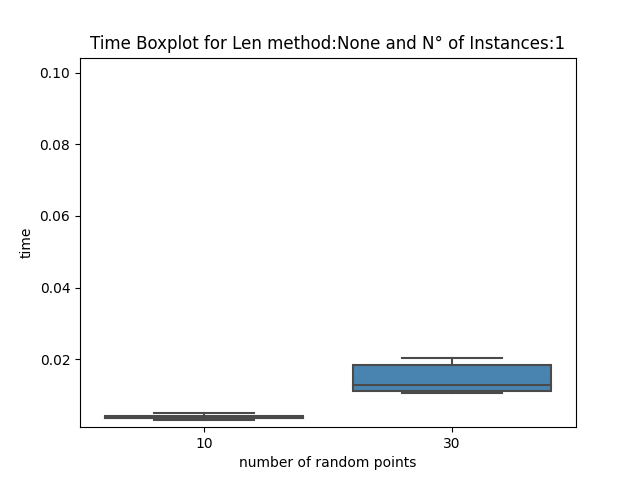 Time Boxplot for Len method:None and N° of Instances:1
0.10
0.08
0.06
0.04
0.02
time
10 30
number of random points